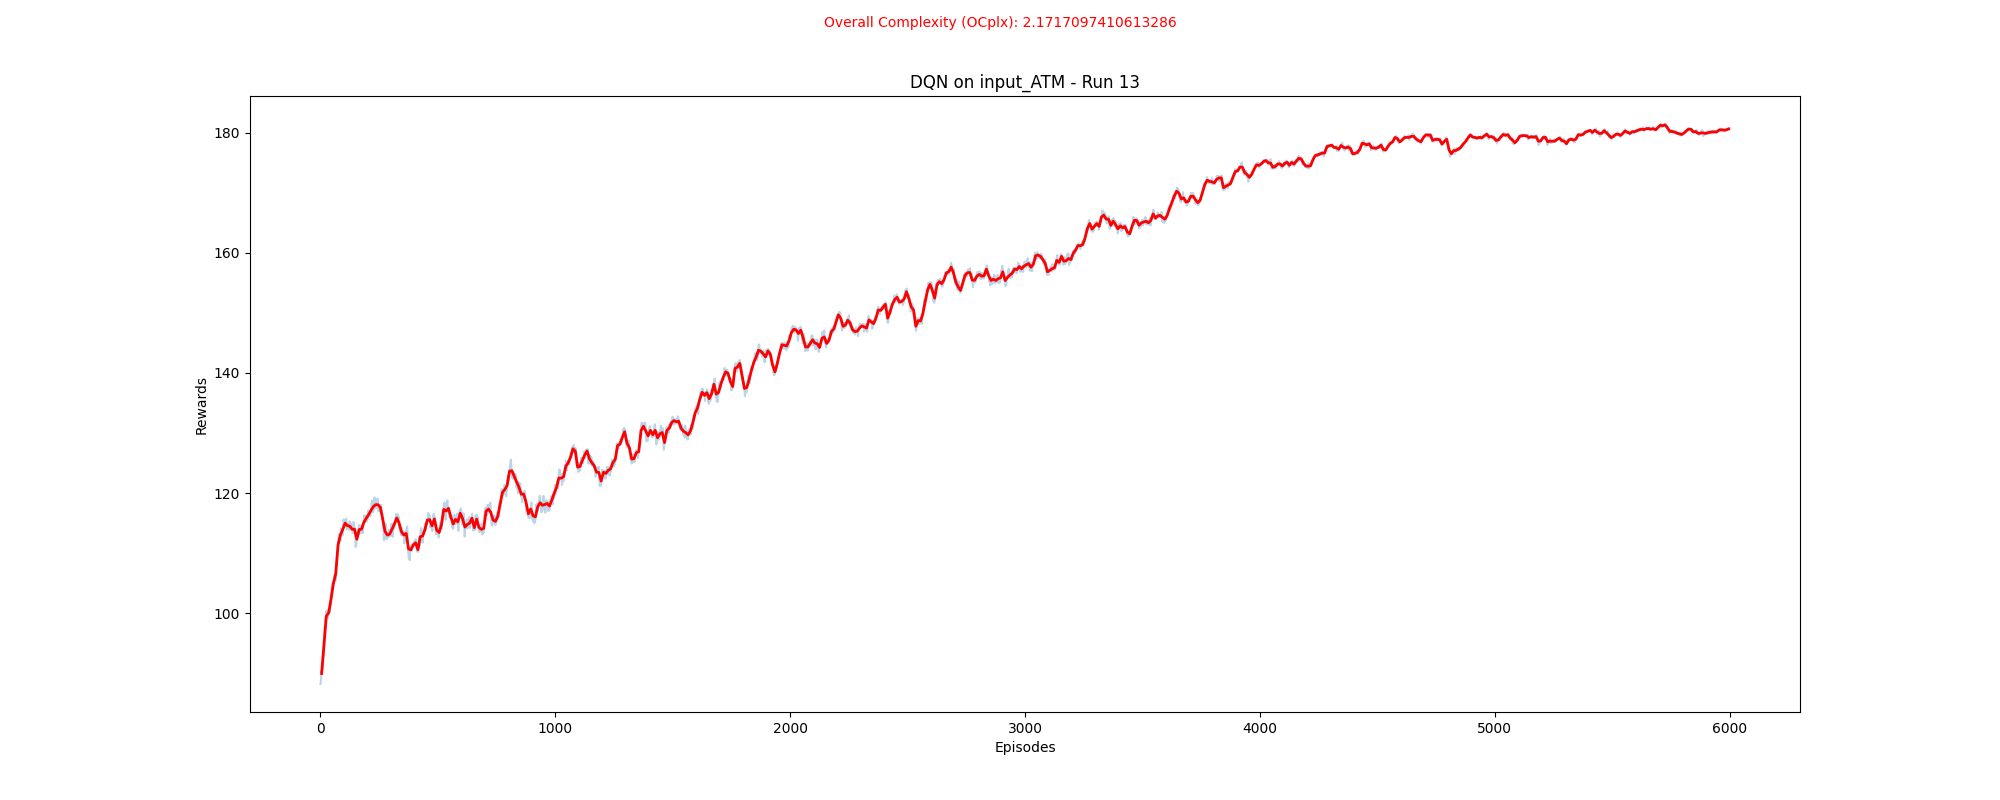 Overall Complexity (OCplx): 2.1717097410613286
DQN on input_ATM - Run 13
Rewards
180
160
140
120
100
0 1000 2000 3000 4000 5000 6000
Episodes